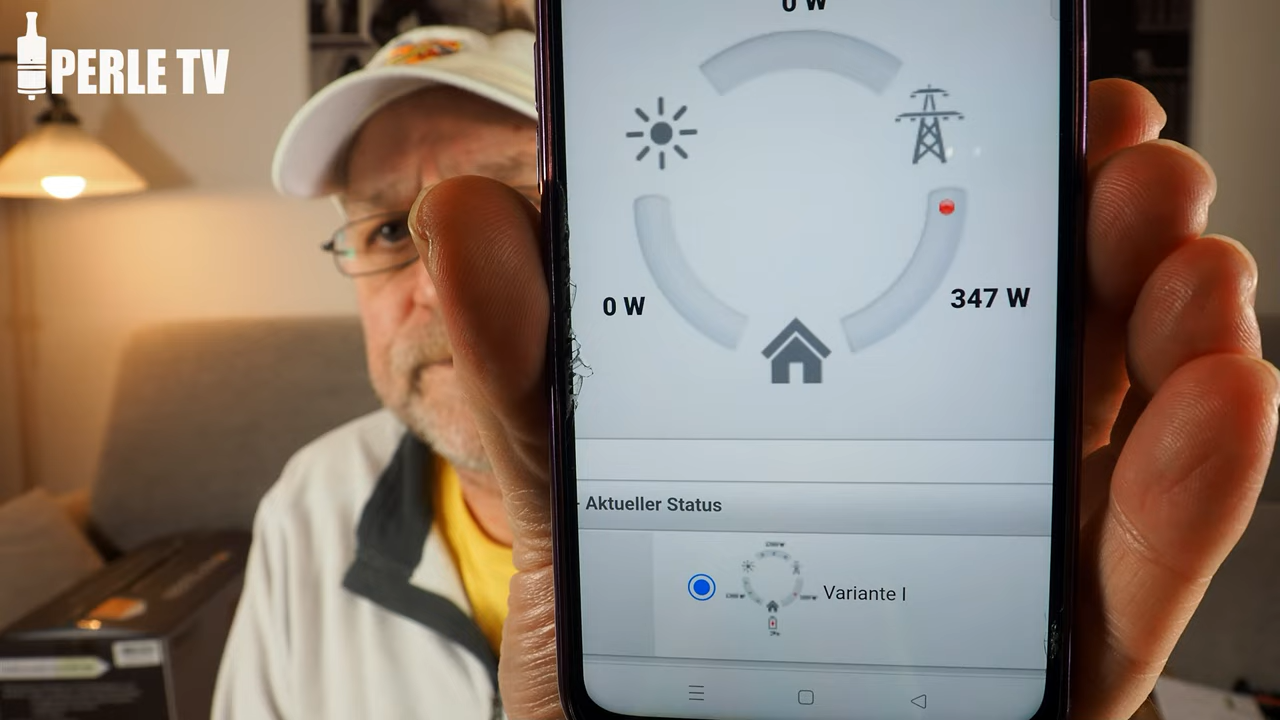 PERLE TV
0 W
0 W
347 W
Aktueller Status
Variante I